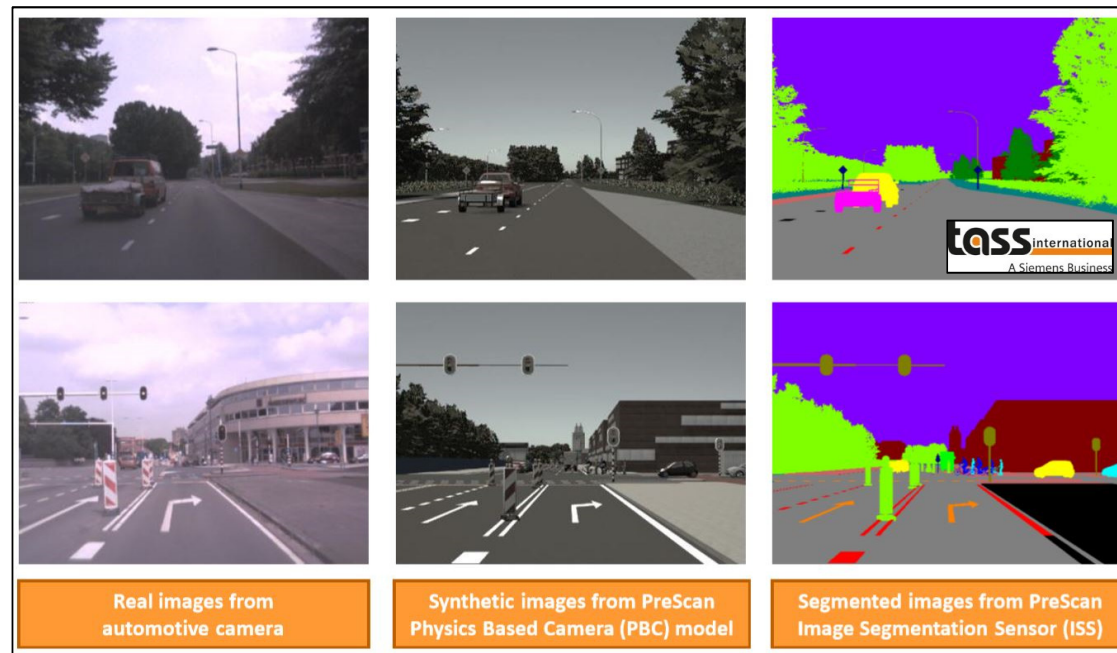 tass international
A Siemens Business
Real images from
automotive camera
Synthetic images from PreScan
Physics Based Camera (PBC) model
Segmented images from PreScan
Image Segmentation Sensor (ISS)